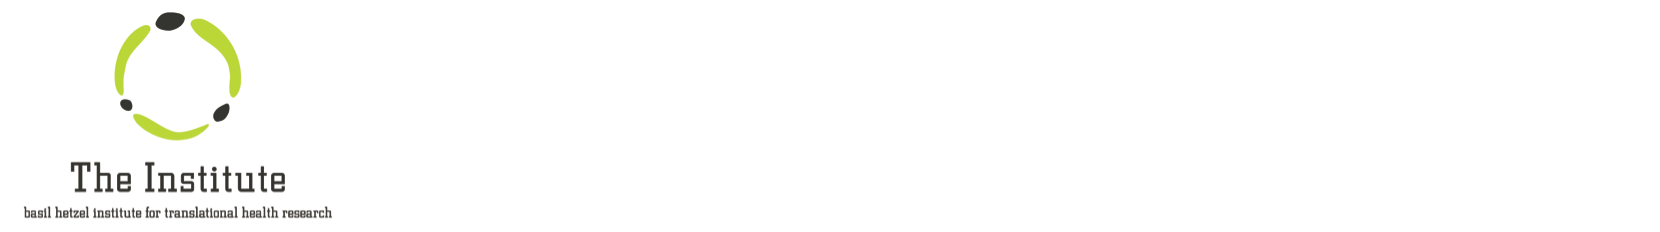 The Institute
basil hetzel institute for translational health research